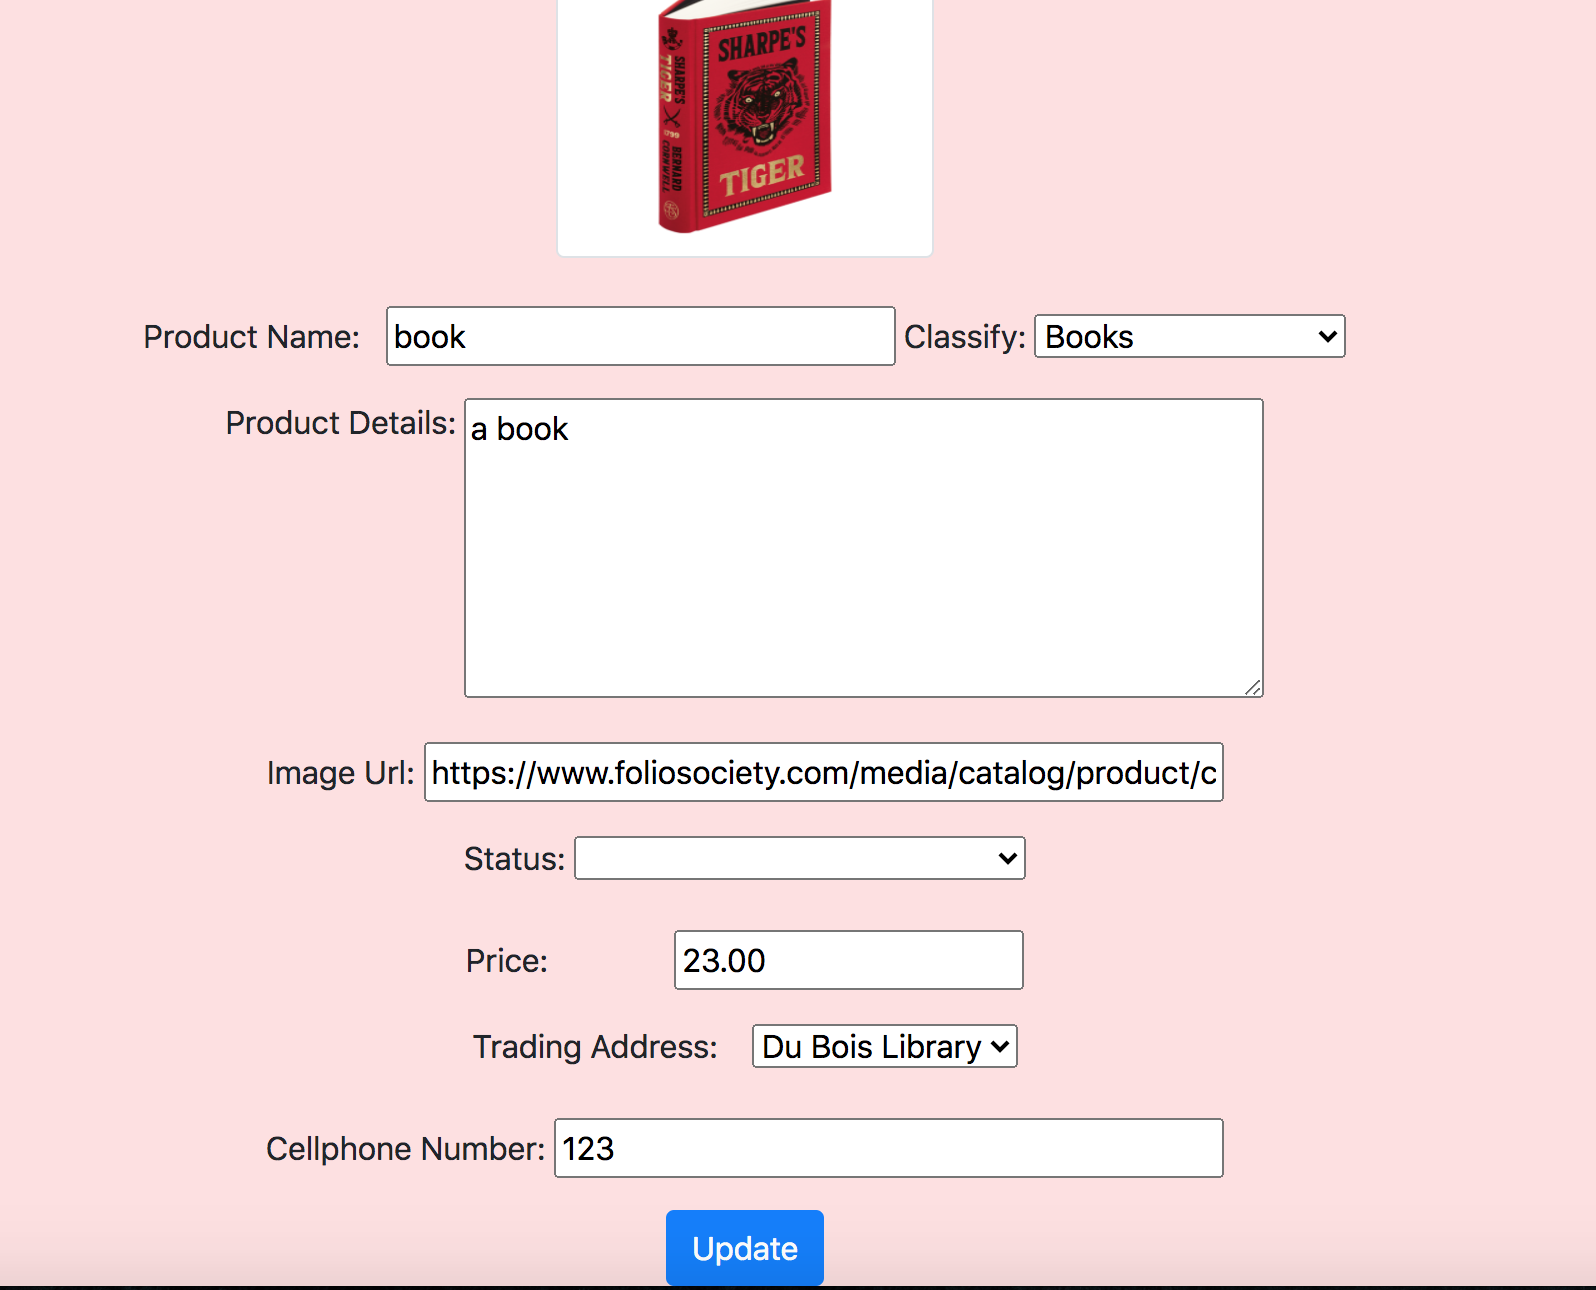 SHARPE'S
TIGER
SHARPE'S
TIGER
1799
BERNARD
CORNWELL
Product Name: book Classify: Books
Product Details: a book
Image Url: https://www.foliosociety.com/media/catalog/product/c
Status:
Price: 23.00
Trading Address: Du Bois Library
Cellphone Number: 123
Update